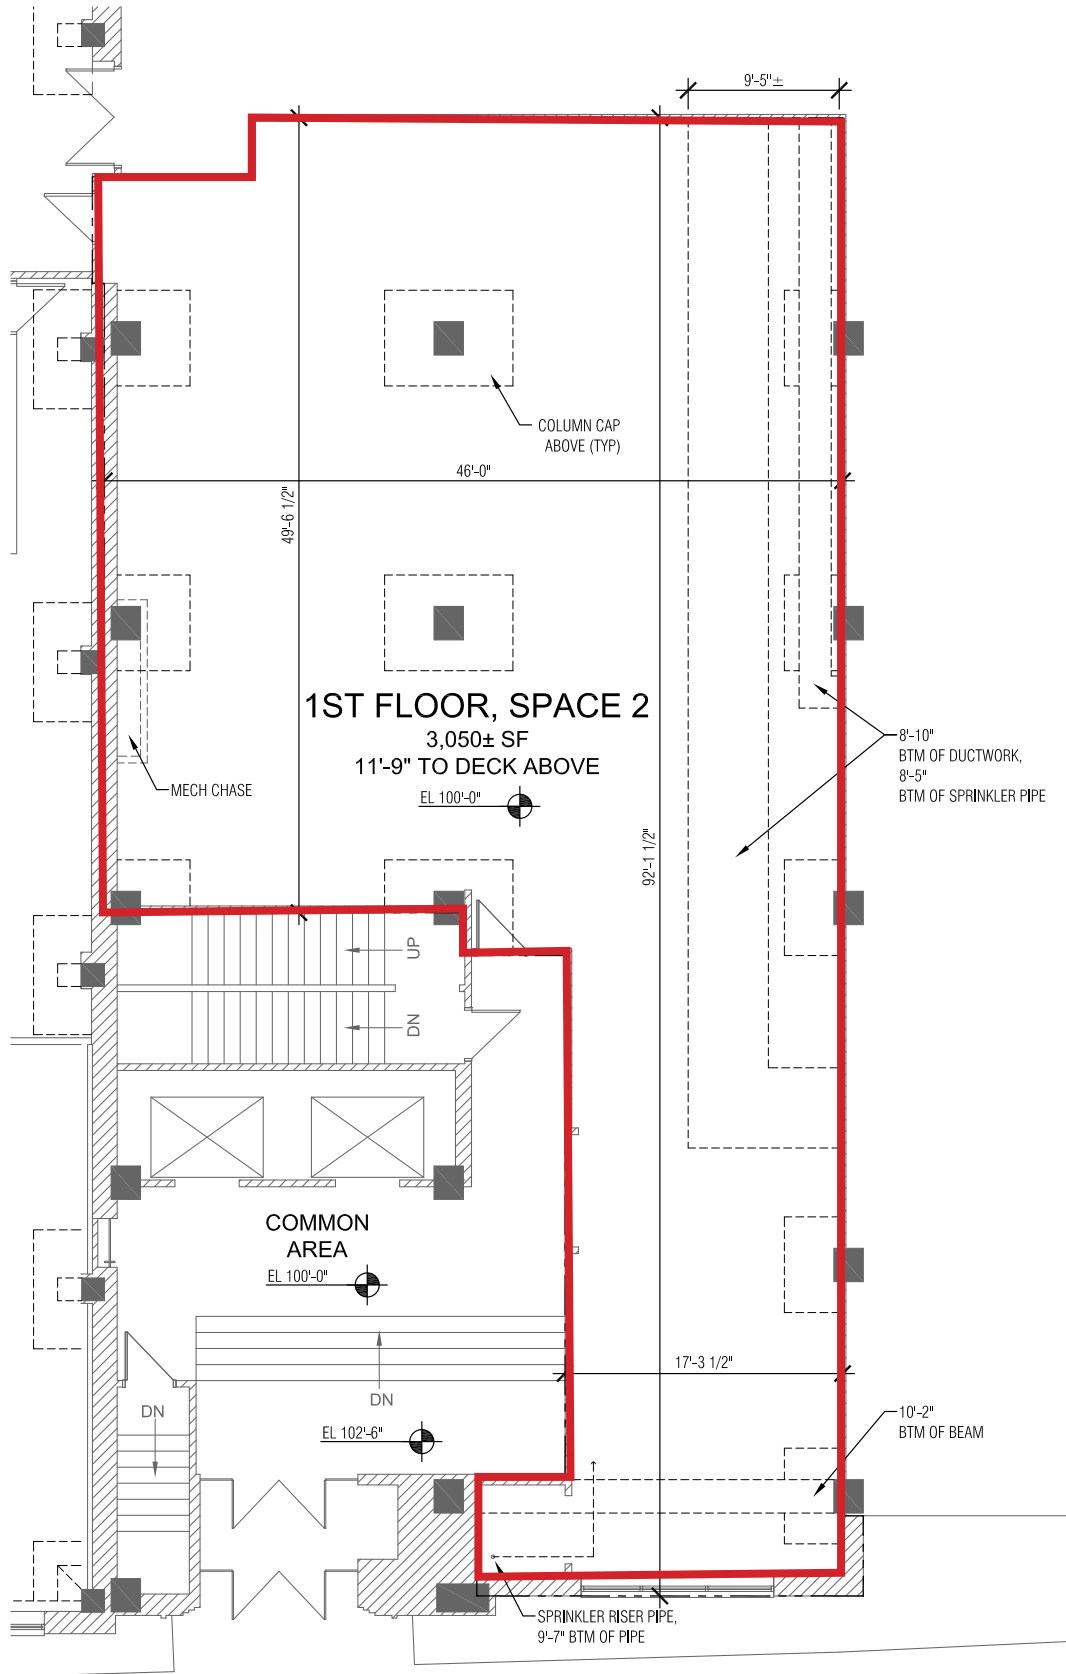 9'-5"±
COLUMN CAP
ABOVE (TYP)
46'-0"
49'-6 1/2"
1ST FLOOR, SPACE 2
3,050± SF
11'-9" TO DECK ABOVE
EL 100'-0"
MECH CHASE
8'-10"
BTM OF DUCTWORK,
8'-5"
BTM OF SPRINKLER PIPE
92'-1 1/2"
UP
DN
COMMON
AREA
EL 100'-0"
17'-3 1/2"
DN
DN
EL 102'-6"
10'-2"
BTM OF BEAM
SPRINKLER RISER PIPE,
9'-7" BTM OF PIPE